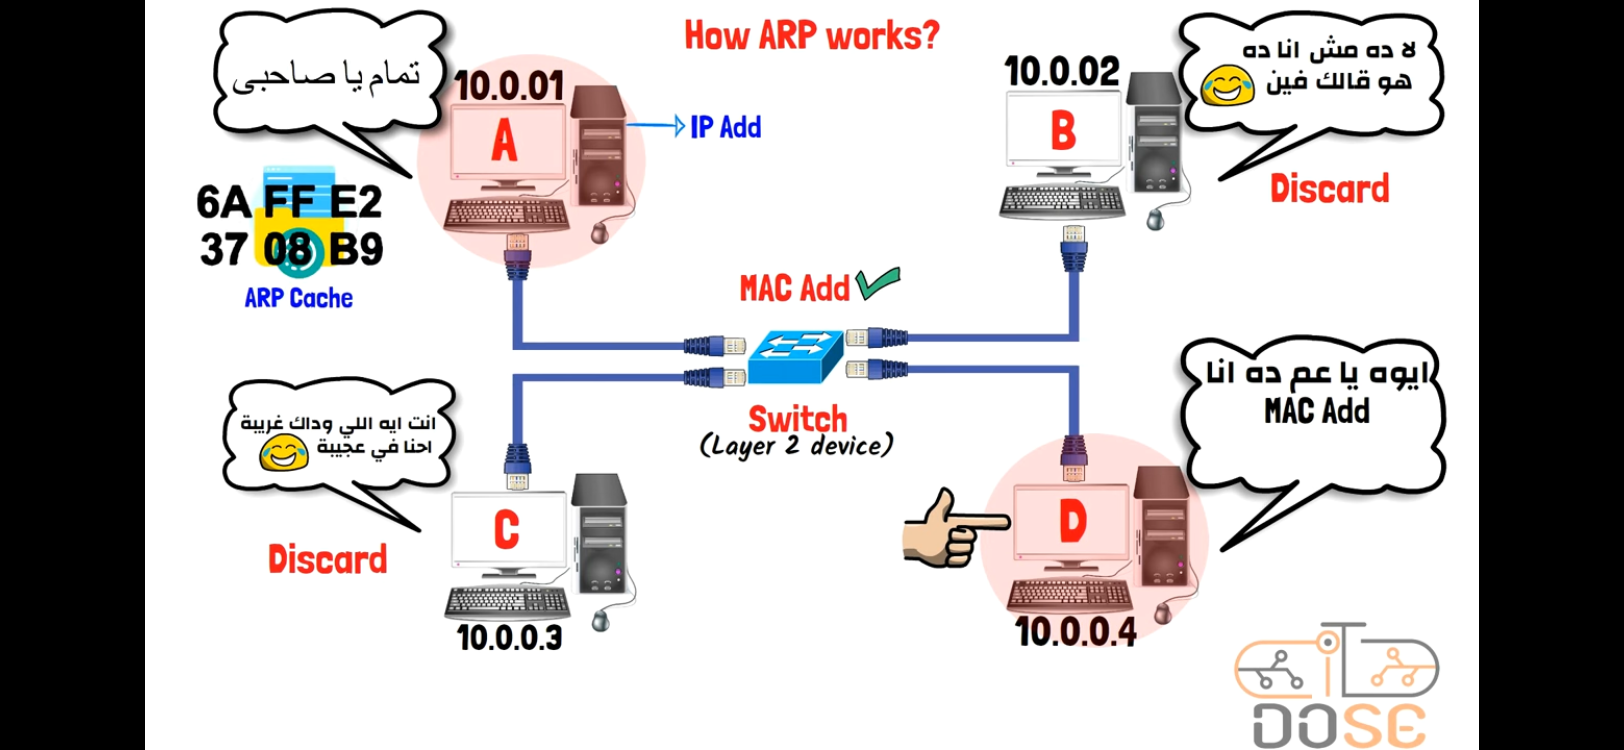 How ARP works?
تمام يا صاحبى
10.0.01
A
IP Add
6A FF E2
37 08 B9
ARP Cache
10.0.02
B
لا ده مش انا ده
هو قالك فين
Discard
MAC Add
Switch
(Layer 2 device)
انت ايه اللي وداك غريبة
احنا في عجيبة
Discard
C
10.0.0.3
ايوه يا عم ده انا
MAC Add
D
10.0.0.4
DOSE